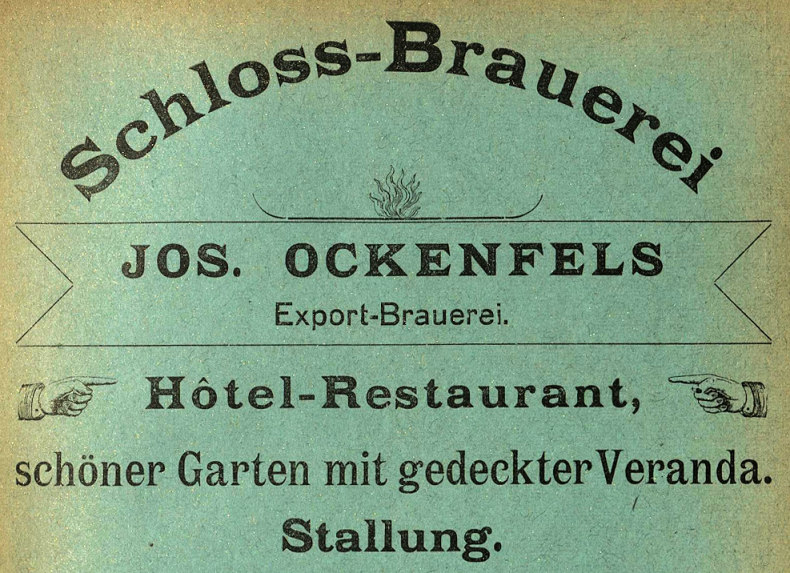 Schloss-Brauerei
JOS. OCKENFELS
Export-Brauerei.
Hôtel-Restaurant,
schöner Garten mit gedeckter Veranda.
Stallung.